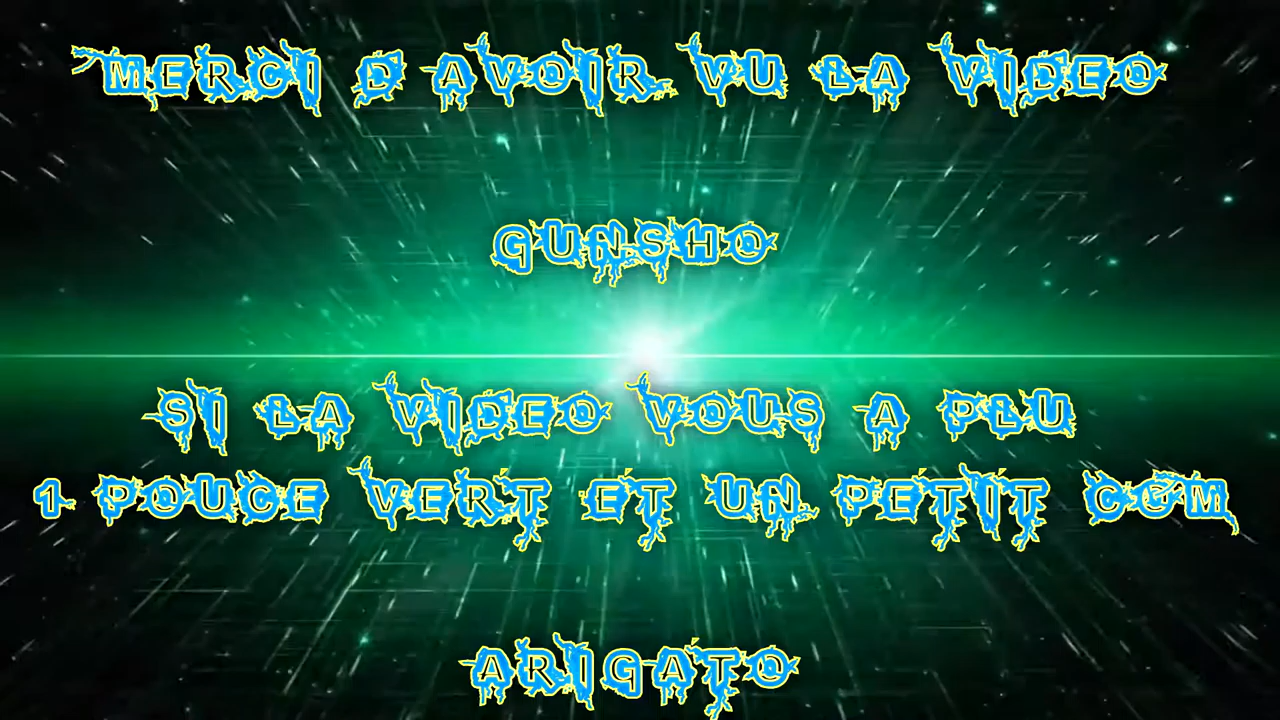 MERCI D AVOIR VU LA VIDEO
GUNSHO
SI LA VIDEO VOUS A PLU
1 POUCE VERT ET UN PETIT COM
ARIGATO